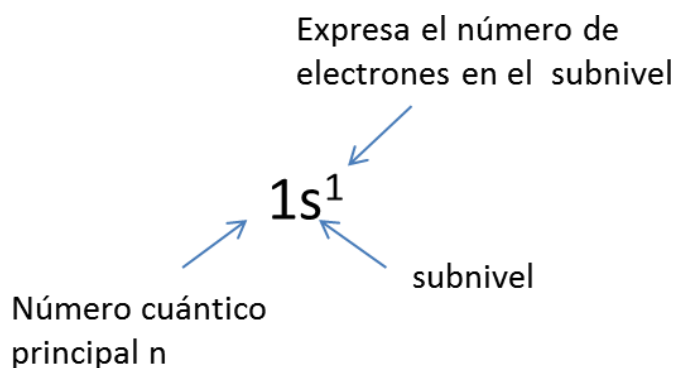 Expresa el número de
electrones en el subnivel
1s¹
subnivel
Número cuántico
principal n